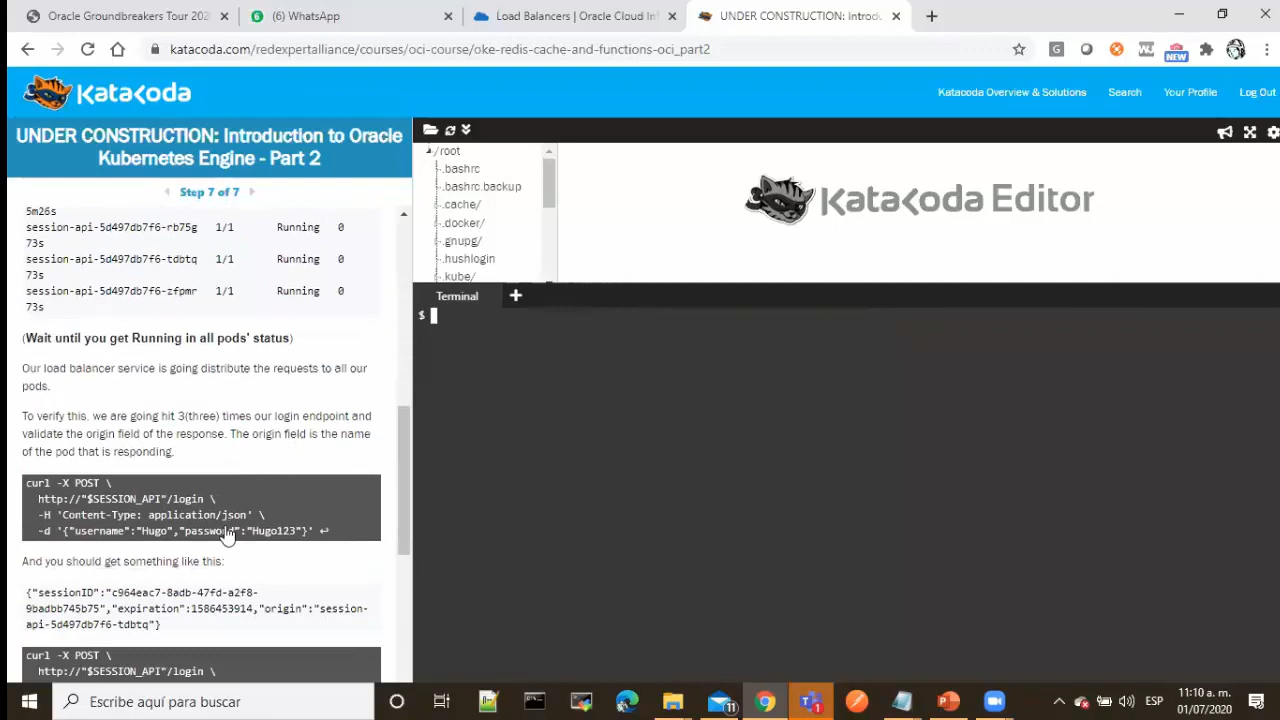 Oracle Groundbreakers Tour 202
(6) WhatsApp
Load Balancers | Oracle Cloud Inf
UNDER CONSTRUCTION: Introdu
katacoda.com/redexpertalliance/courses/oci-course/oke-redis-cache-and-functions-oci_part2
NEW
KataKoda
Katacoda Overview & Solutions
Search
Your Profile
Log Out
UNDER CONSTRUCTION: Introduction to Oracle
Kubernetes Engine - Part 2
Step 7 of 7
5m26s
session-api-5d497db7f6-rb75g 1/1 Running 0
73s
session-api-5d497db7f6-tdbtq 1/1 Running 0
73s
session-api-5d497db7f6-zfpmr 1/1 Running 0
73s
(Wait until you get Running in all pods' status)
Our load balancer service is going distribute the requests to all our
pods.
To verify this, we are going hit 3(three) times our login endpoint and
validate the origin field of the response. The origin field is the name
of the pod that is responding.
curl -X POST \
http://"$SESSION_API"/login \
-H 'Content-Type: application/json' \
-d '{"username":"Hugo","password":"Hugo123"}' ↩
And you should get something like this:
{"sessionID":"c964eac7-8adb-47fd-a2f8-
9badbb745b75","expiration":1586453914,"origin":"session-
api-5d497db7f6-tdbtq"}
curl -X POST \
http://"$SESSION_API"/login \
/root
.bashrc
.bashrc.backup
.cache/
.docker/
.gnupg/
.hushlogin
.kube/
KataKoda Editor
Terminal
$
Escribe aquí para buscar
11
1
ESP
11:10 a. m.
01/07/2020